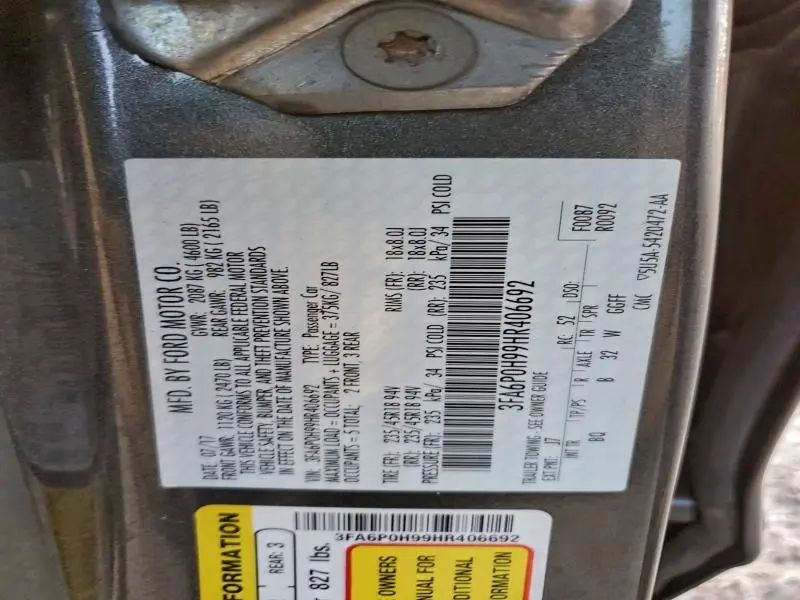 MFD. BY FORD MOTOR CO.
DATE: 07/17 GVWR: 2087 KG ( 4600 LB)
FRONT GAWR: 1120 KG ( 2470 LB) REAR GAWR: 982 KG ( 2165 LB)
THIS VEHICLE CONFORMS TO ALL APPLICABLE FEDERAL MOTOR
VEHICLE SAFETY, BUMPER, AND THEFT PREVENTION STANDARDS
IN EFFECT ON THE DATE OF MANUFACTURE SHOWN ABOVE.
VIN: 3FA6P0H99HR406692 TYPE: Passenger Car
MAXIMUM LOAD = OCCUPANTS + LUGGAGE = 375KG/ 827LB
OCCUPANTS = 5 TOTAL: 2 FRONT, 3 REAR
TIRE (FR): 235/45R18 94V RIMS (FR): 18x8.0J
(RR): 235/45R18 94V (RR): 18x8.0J
PRESSURE (FR): 235 kPa/ 34 PSI COLD (RR): 235 kPa/ 34 PSI COLD
3FA6P0H99HR406692
TRAILER TOWING - SEE OWNER GUIDE
F0087
R0092
EXT PNT: J7 RC: 52 DSO:
INT TR TP/PS R AXLE TR SPR
BQ B 32 W GGFF
CMC ▽5U5A-5420472-AA
3FA6P0H99HR406692
FORMATION
REAR: 3
827 lbs.
OWNERS
NUAL FOR
DITIONAL
ORMATION